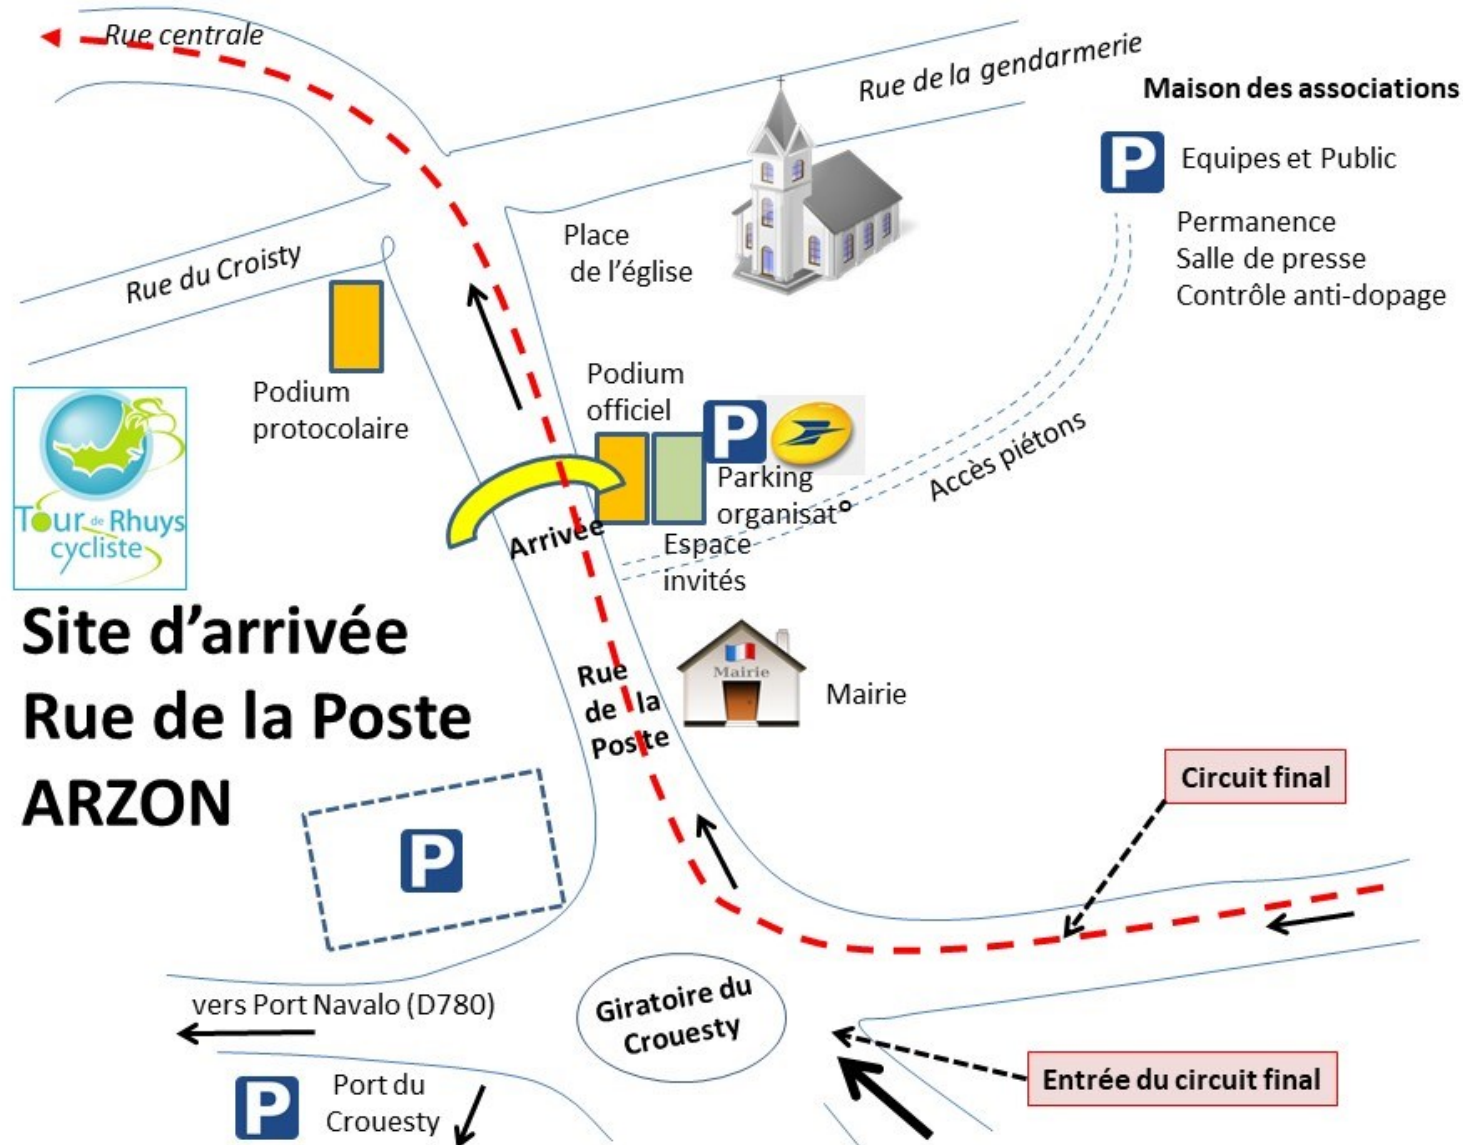 Rue centrale
Rue de la gendarmerie
Maison des associations
P
Equipes et Public
Permanence
Salle de presse
Contrôle anti-dopage
Place
de l'église
Rue du Croisty
Podium
protocolaire
Podium
officiel
P
Parking
organisat°
Accès piétons
Arrivée
Espace
invités
Tour de Rhuys
cycliste
Site d'arrivée
Rue de la Poste
ARZON
Rue
de la
Poste
Mairie
Mairie
Circuit final
P
Giratoire du
Crouesty
vers Port Navalo (D780)
Entrée du circuit final
P
Port du
Crouesty